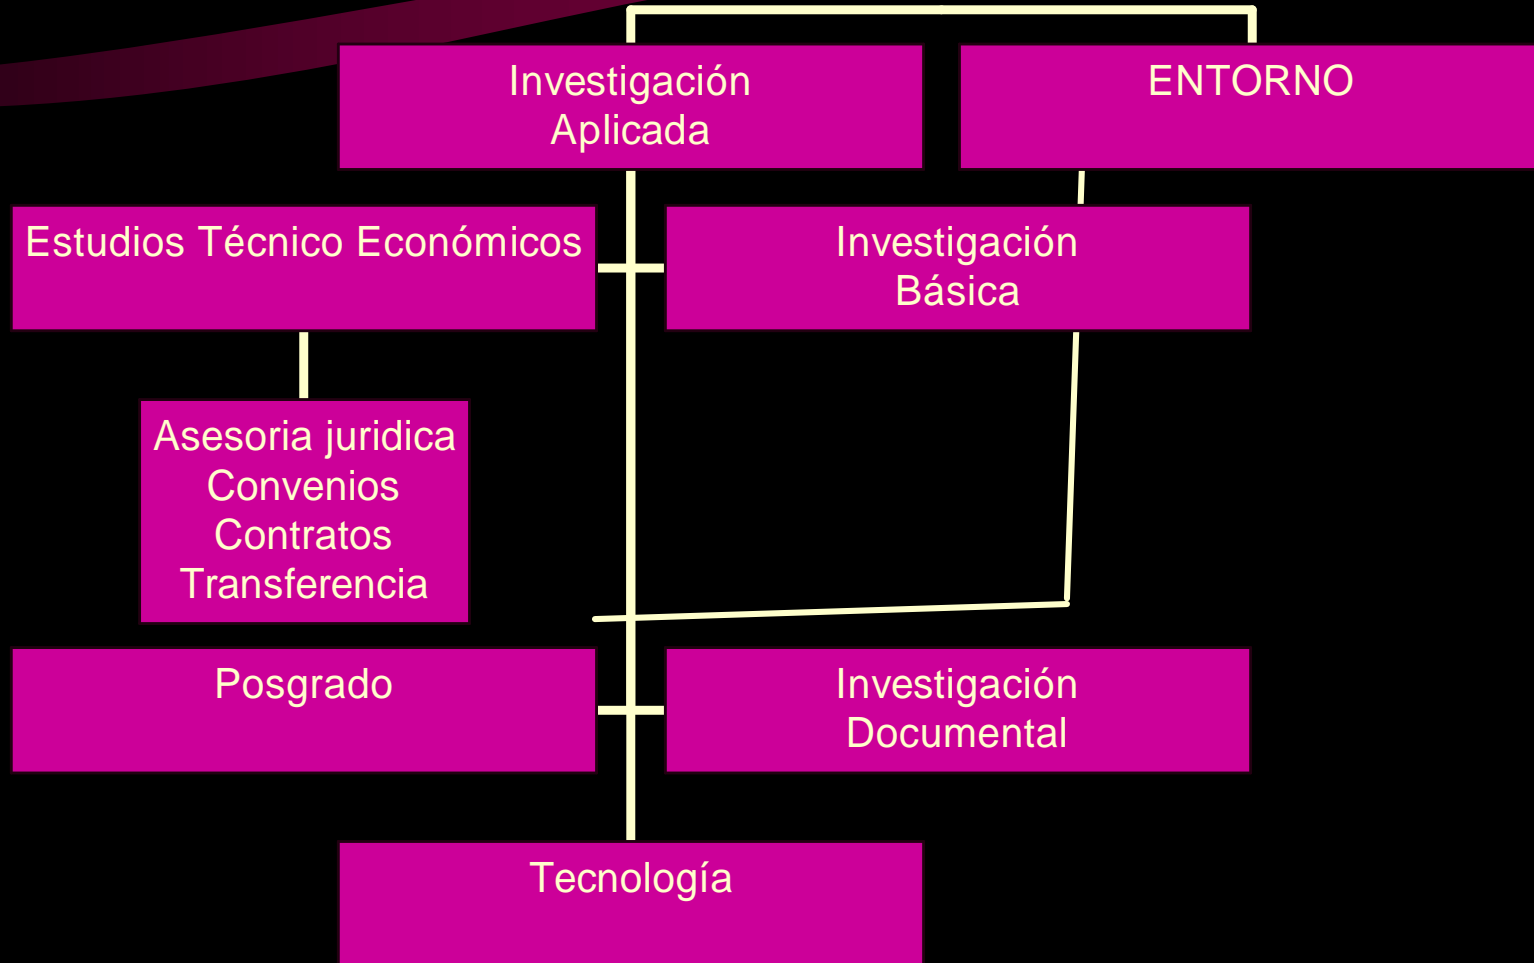 Investigación
Aplicada
ENTORNO
Estudios Técnico Económicos
Investigación
Básica
Asesoria juridica
Convenios
Contratos
Transferencia
Posgrado
Investigación
Documental
Tecnología